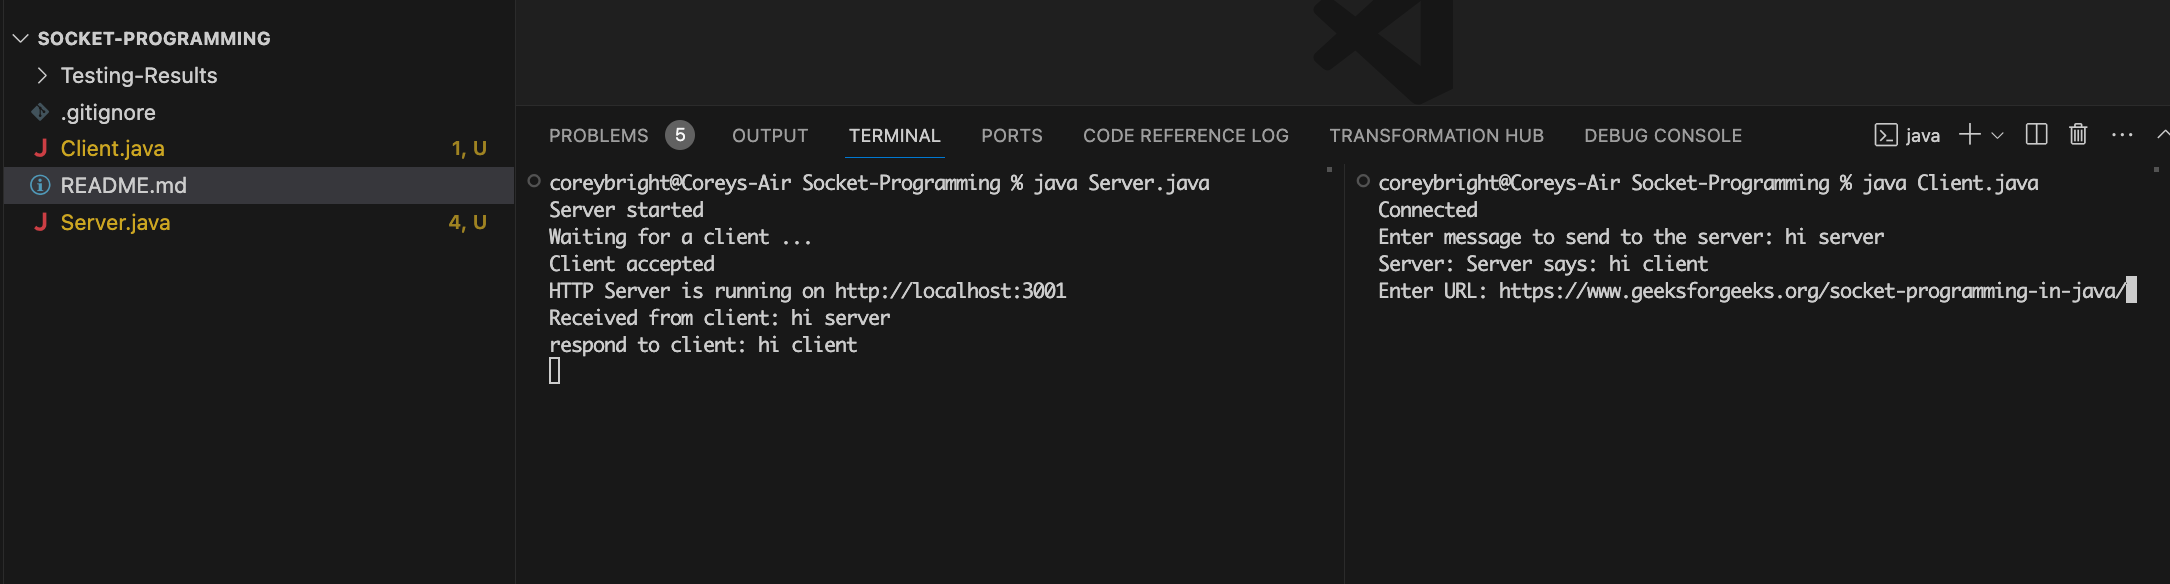 SOCKET-PROGRAMMING
Testing-Results
.gitignore
Client.java 1, U
README.md
Server.java 4, U
PROBLEMS 5 OUTPUT TERMINAL PORTS CODE REFERENCE LOG TRANSFORMATION HUB DEBUG CONSOLE java
coreybright@Coreys-Air Socket-Programming % java Server.java
Server started
Waiting for a client ...
Client accepted
HTTP Server is running on http://localhost:3001
Received from client: hi server
respond to client: hi client
coreybright@Coreys-Air Socket-Programming % java Client.java
Connected
Enter message to send to the server: hi server
Server: Server says: hi client
Enter URL: https://www.geeksforgeeks.org/socket-programming-in-java/